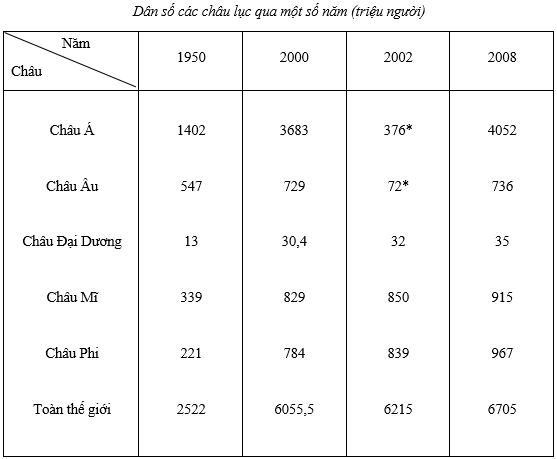 Dân số các châu lục qua một số năm (triệu người)
Năm
Châu
1950 2000 2002 2008
Châu Á 1402 3683 376* 4052
Châu Âu 547 729 72* 736
Châu Đại Dương 13 30,4 32 35
Châu Mĩ 339 829 850 915
Châu Phi 221 784 839 967
Toàn thế giới 2522 6055,5 6215 6705